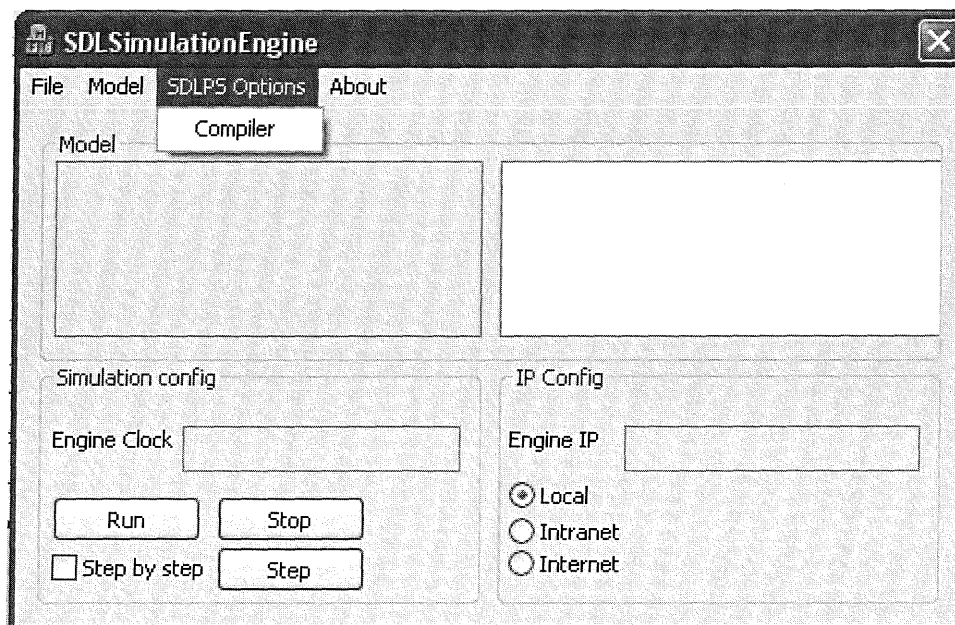 SDLSimulationEngine
File Model SDLPS Options About
Compiler
Model
Simulation config
Engine Clock
Run Stop
Step by step Step
IP Config
Engine IP
Local
Intranet
Internet